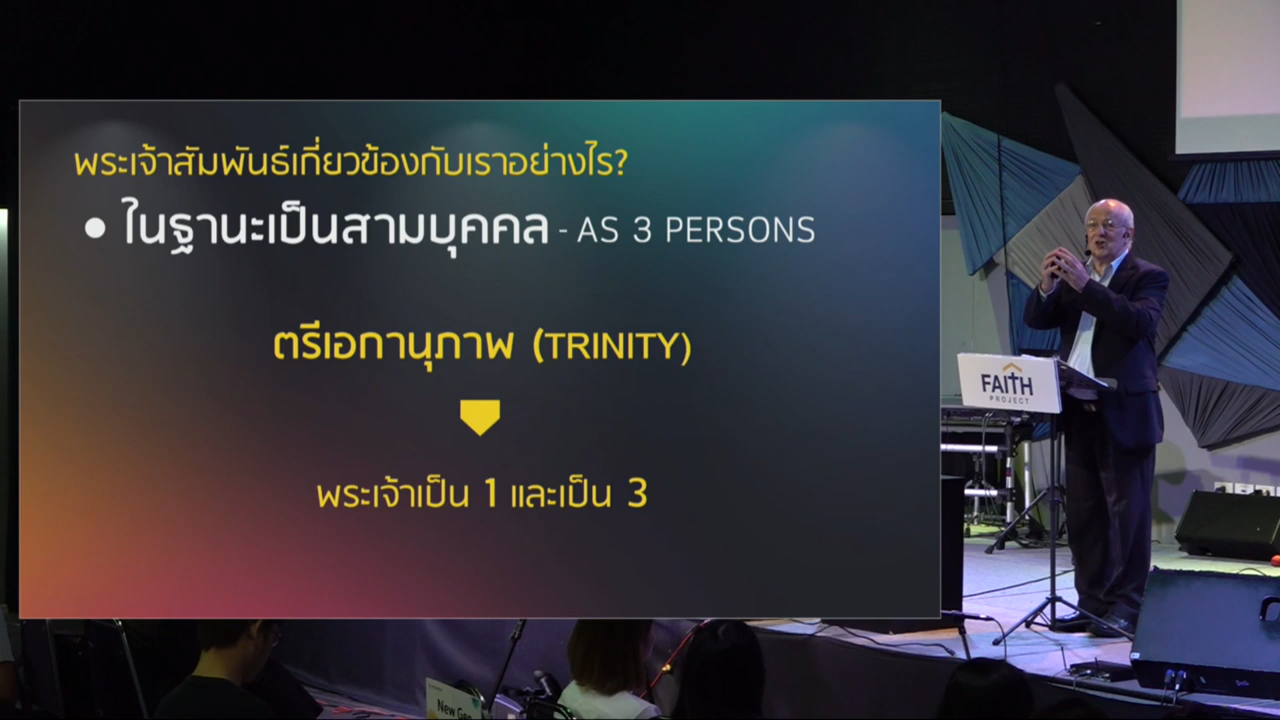 พระเจ้าสัมพันธ์เกี่ยวข้องกับเราอย่างไร?
● ในฐานะเป็นสามบุคคล - AS 3 PERSONS
ตรีเอกานุภาพ (TRINITY)
พระเจ้าเป็น 1 และเป็น 3
FAITH
PROJECT
New Gen